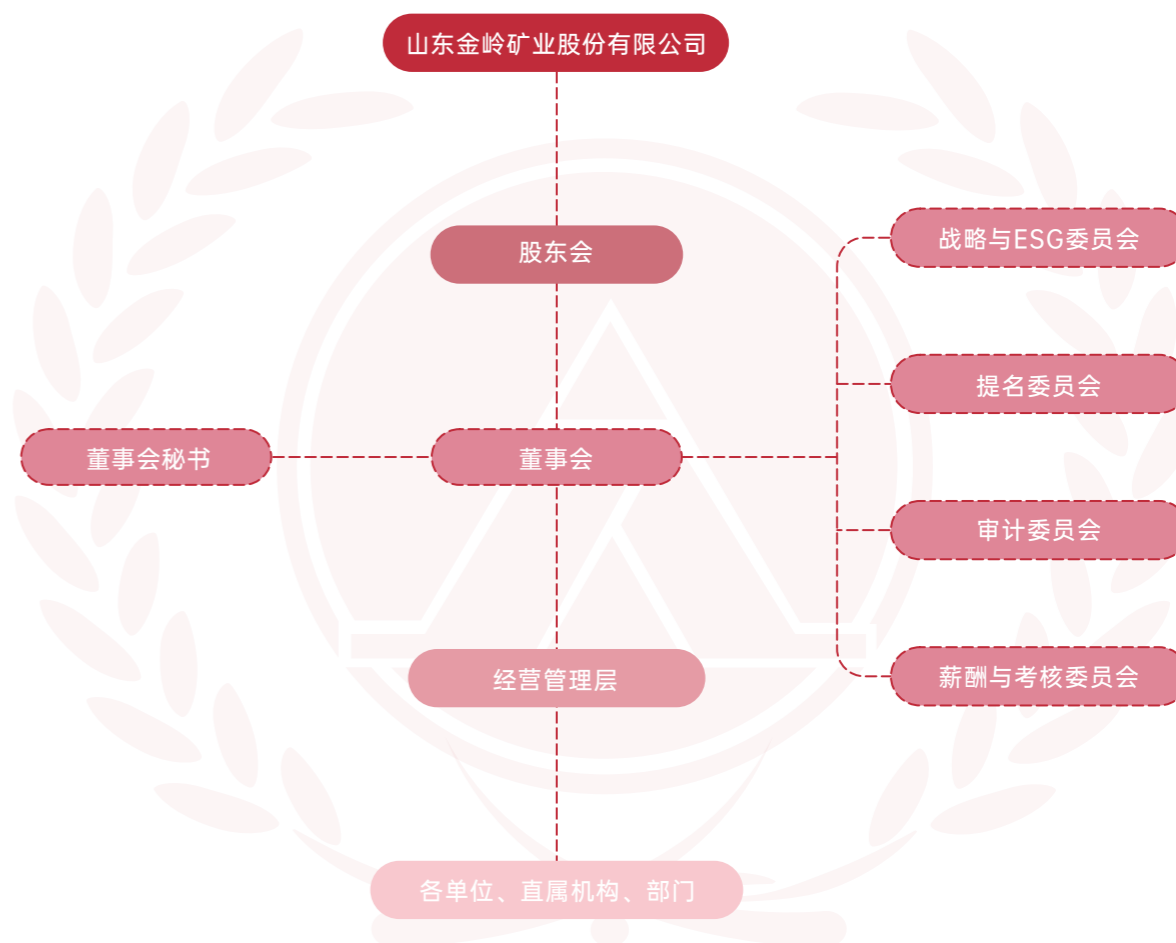 山东金岭矿业股份有限公司
股东会
战略与ESG委员会
提名委员会
董事会秘书
董事会
审计委员会
经营管理层
薪酬与考核委员会
各单位、直属机构、部门